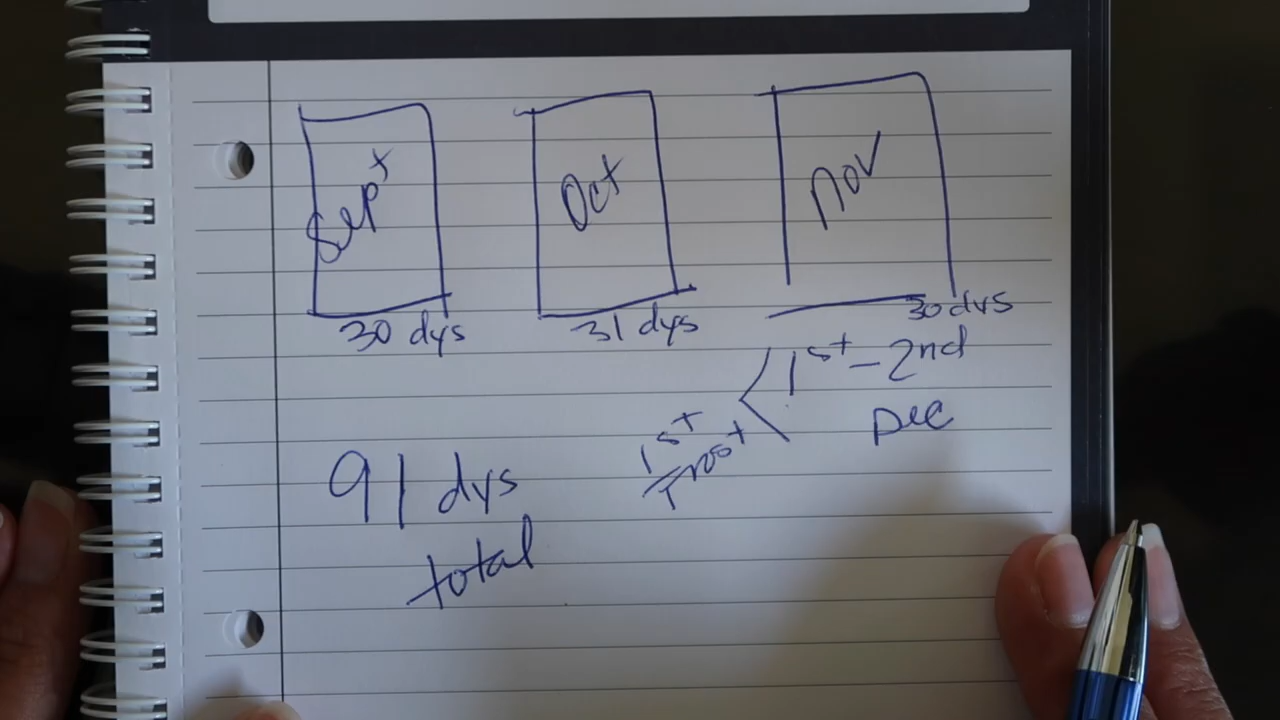 Sept
Oct
Nov
30 dys
31 dys
30 dys
1st - 2nd
Dec
1st
Frost
91 dys
total